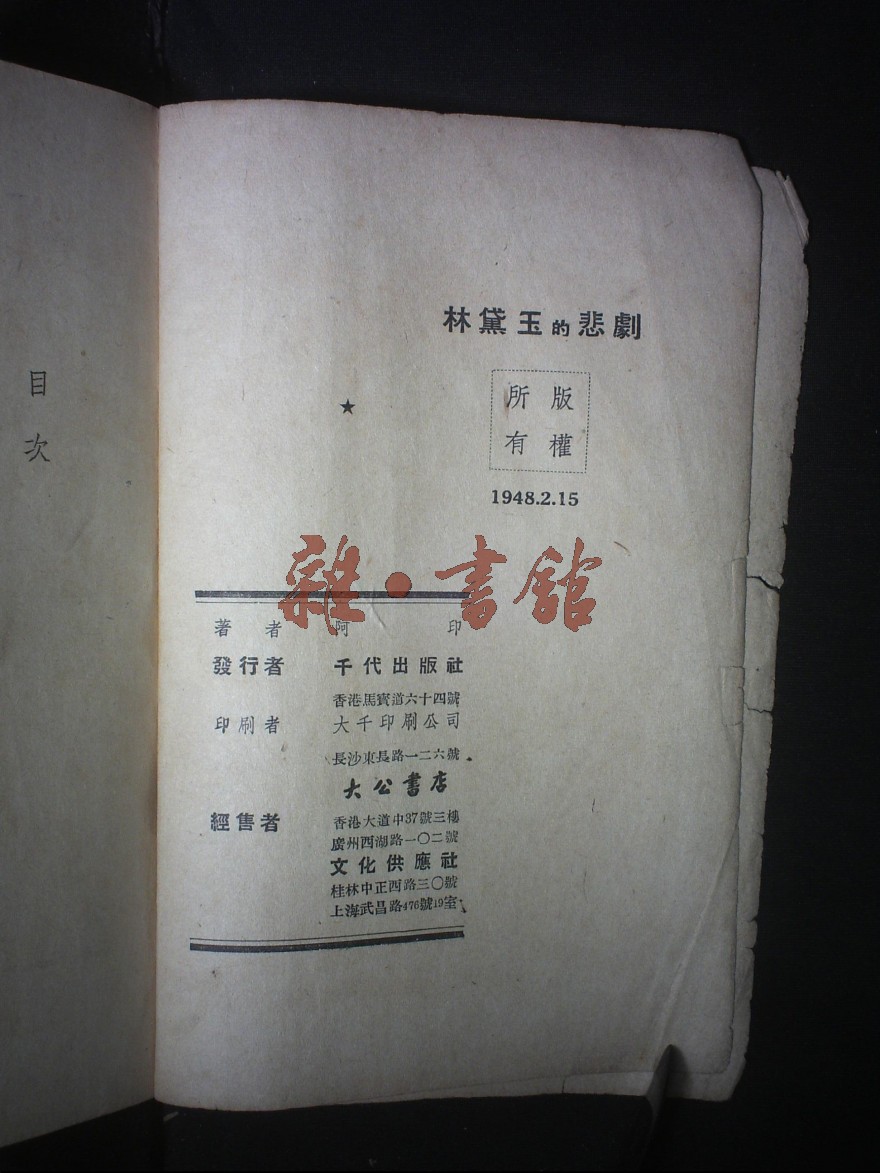 目次
林黛玉的悲劇
★
版權
所有
1948.2.15
雜·書館
著者 阿印
發行者 千代出版社
香港馬寶道六十四號
印刷者 大千印刷公司
長沙東長路一二六號
大公書店
經售者 香港大道中37號三樓
廣州西湖路一〇二號
文化供應社
桂林中正西路三〇號
上海武昌路476號19室